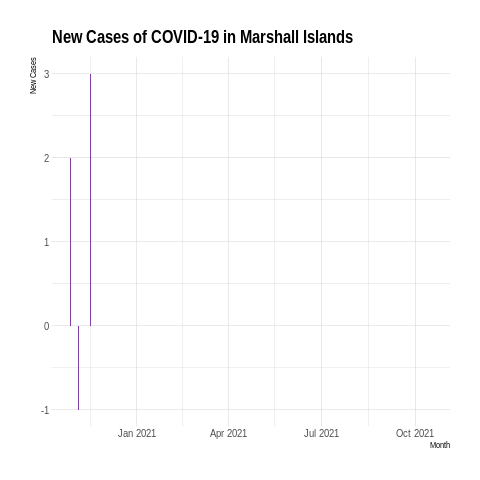 New Cases of COVID-19 in Marshall Islands
New Cases
3
2
1
0
-1
Jan 2021 Apr 2021 Jul 2021 Oct 2021
Month